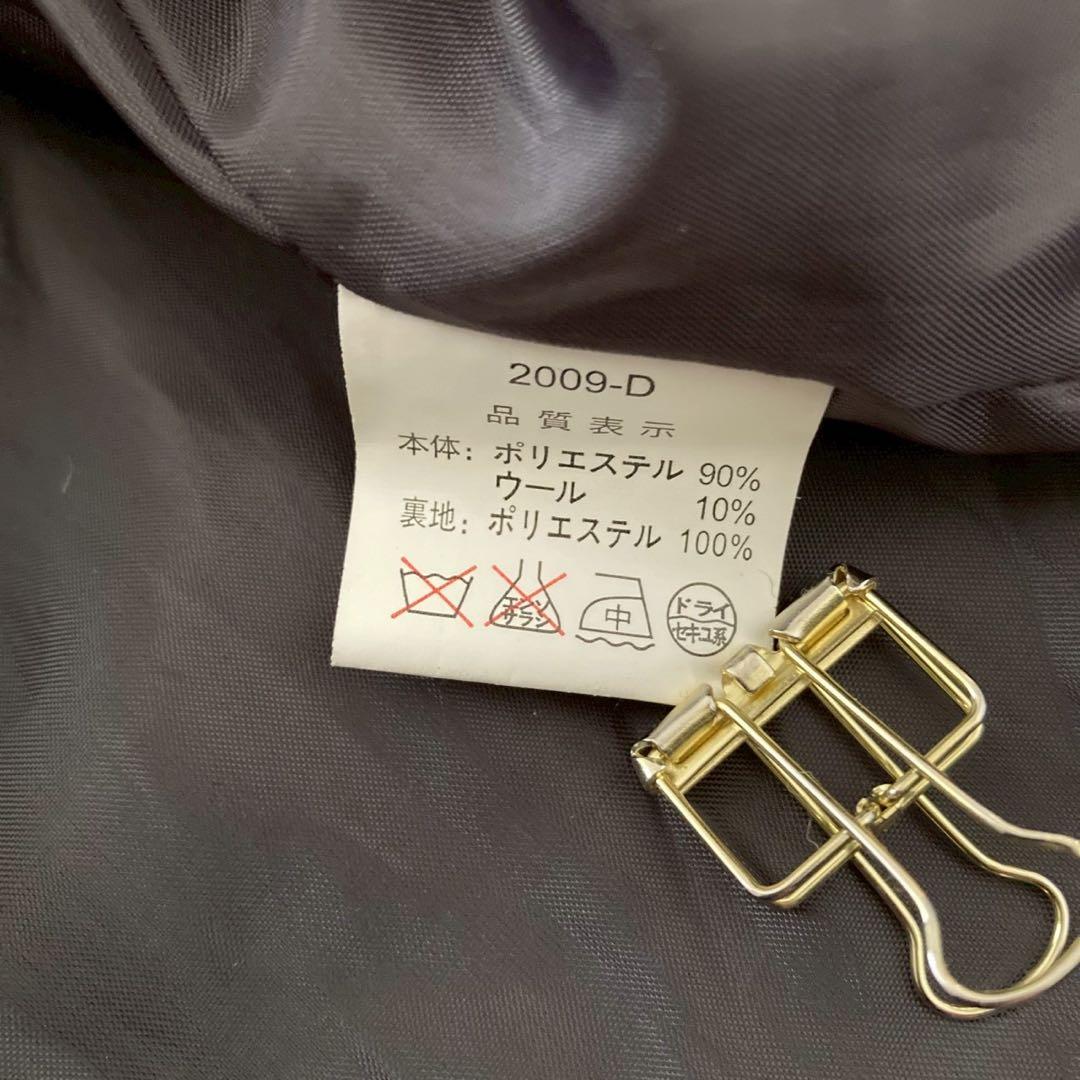 2009-D
品質表示
本体: ポリエステル 90%
ウール 10%
裏地: ポリエステル 100%
エンソ
サラシ
中
ドライ
セキユ系